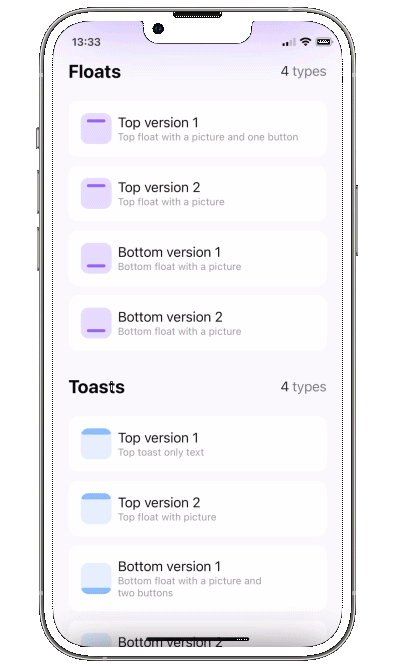 13:33
Floats
4 types
Top version 1
Top float with a picture and one button
Top version 2
Top float with a picture
Bottom version 1
Bottom float with a picture
Bottom version 2
Bottom float with a picture
Toasts
4 types
Top version 1
Top toast only text
Top version 2
Top float with picture
Bottom version 1
Bottom float with a picture and
two buttons
Bottom version 2